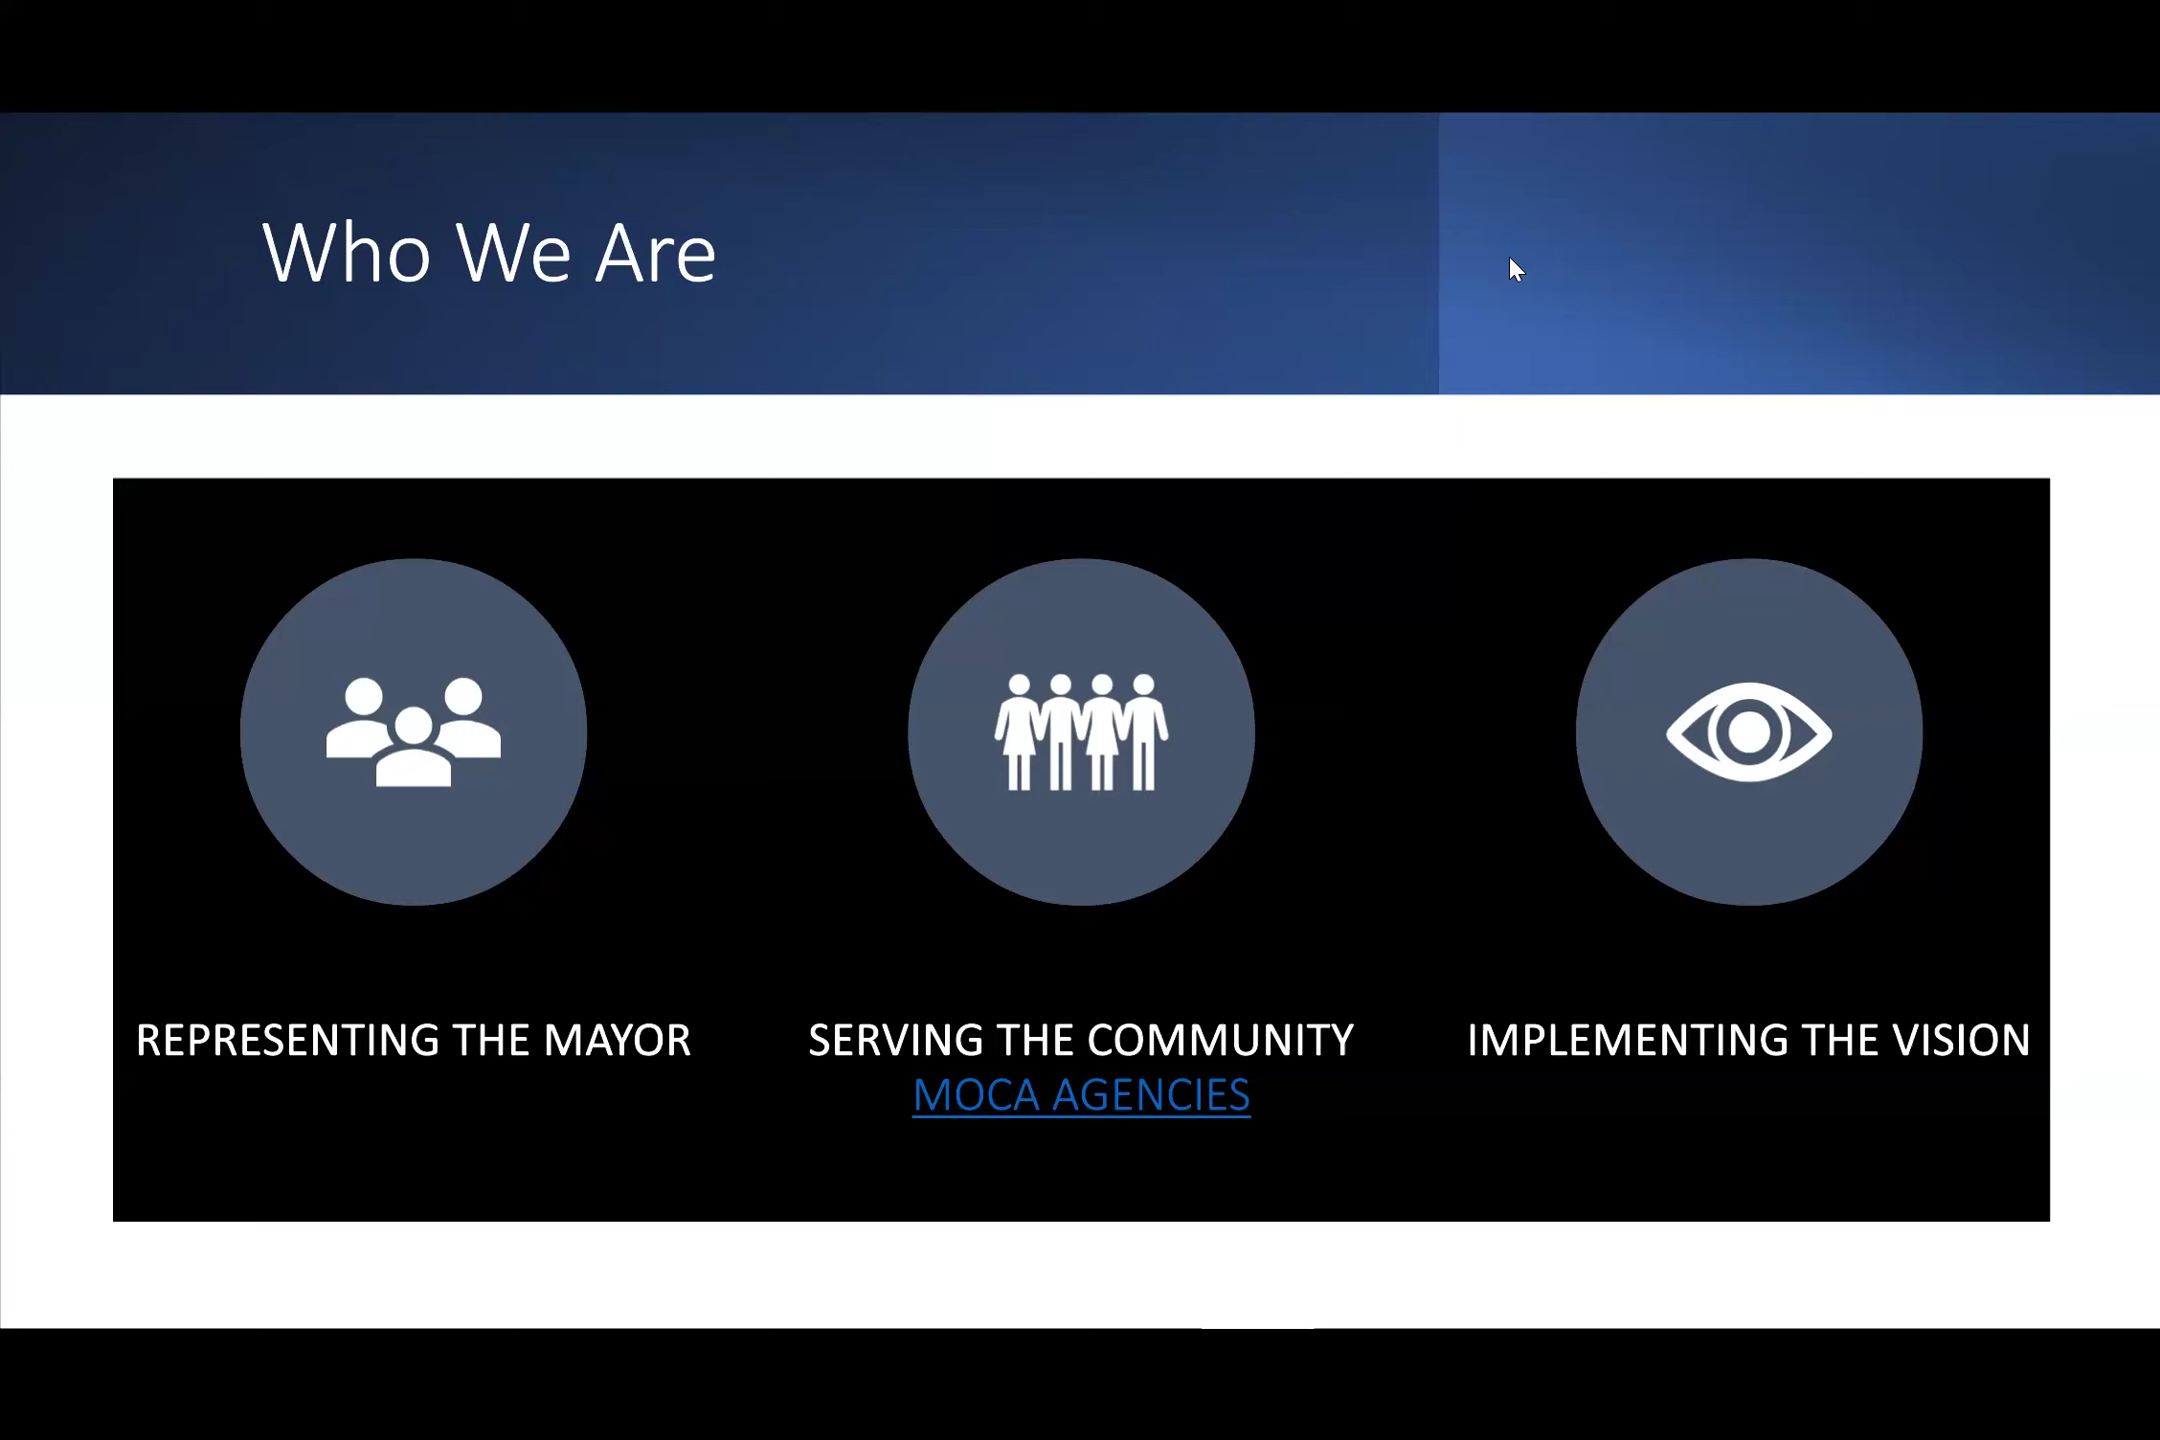 Who We Are
REPRESENTING THE MAYOR
SERVING THE COMMUNITY
MOCA AGENCIES
IMPLEMENTING THE VISION